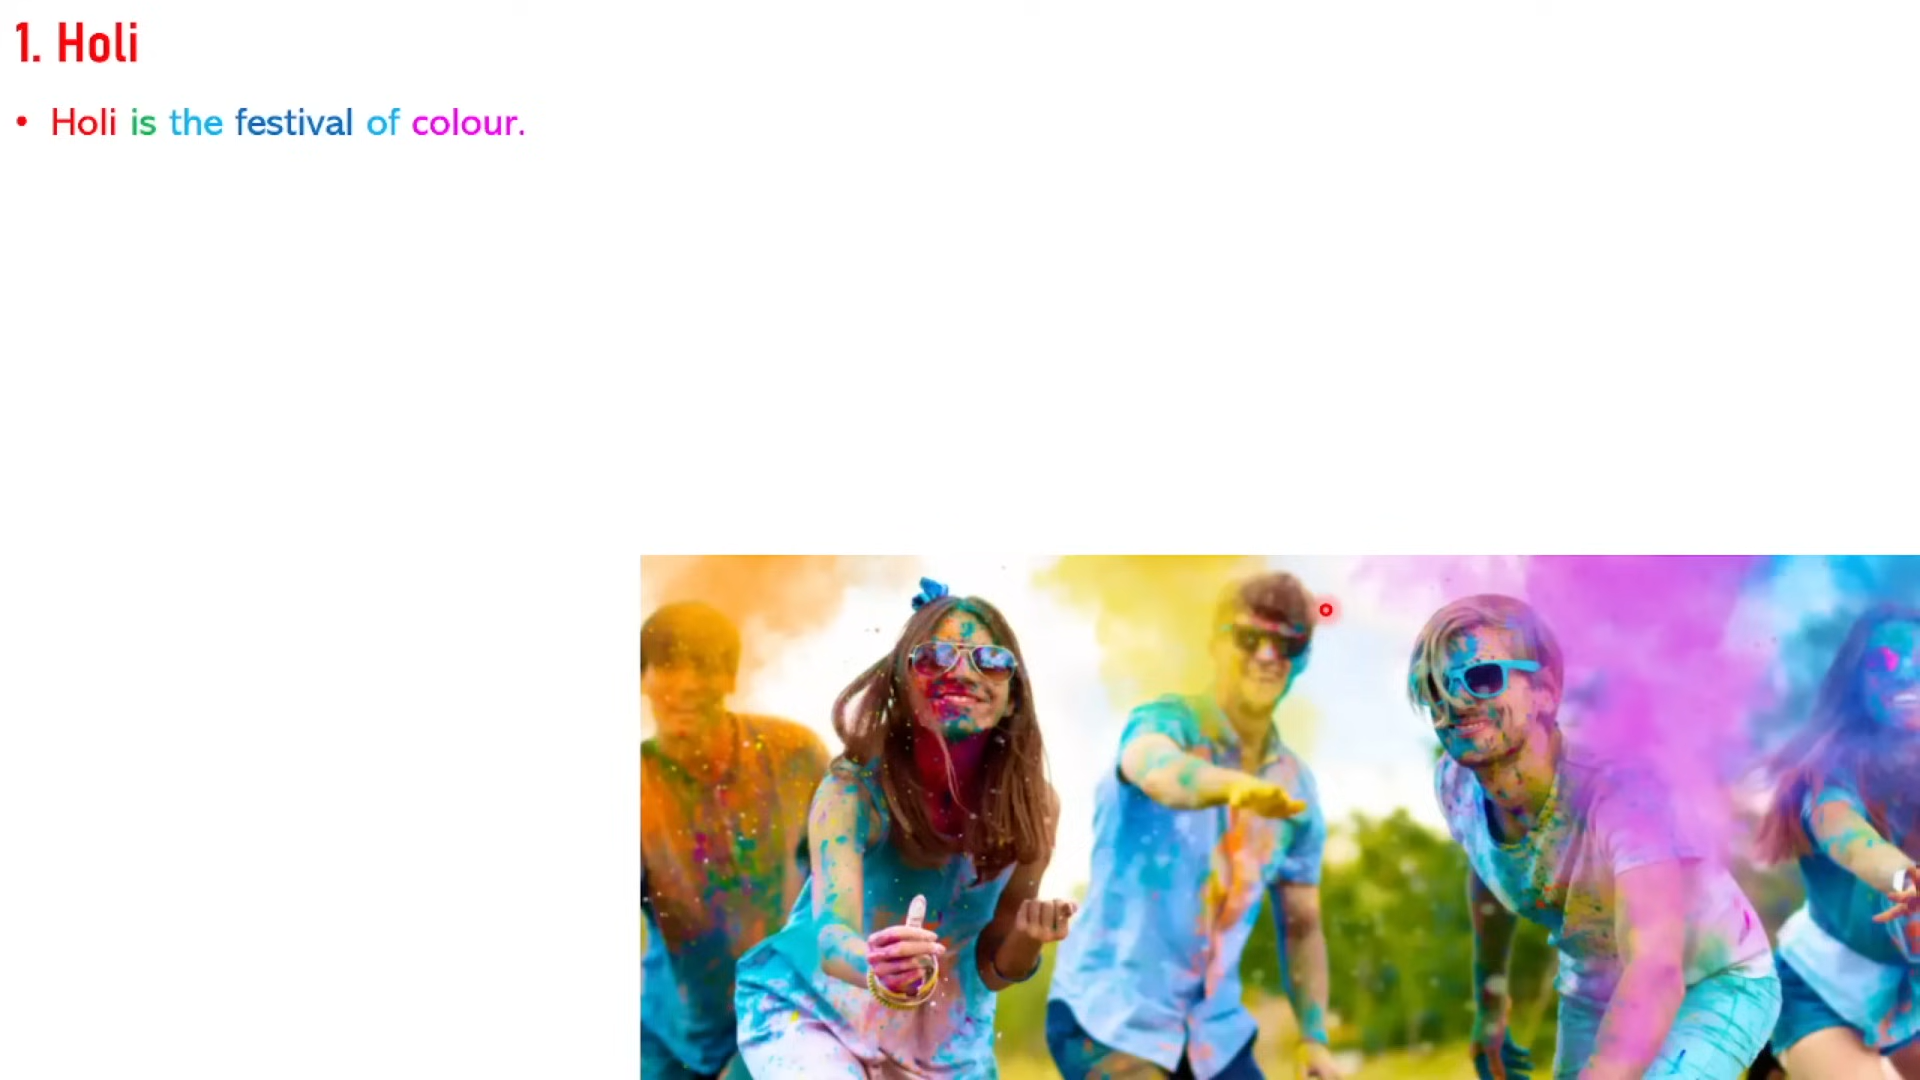 1. Holi
• Holi is the festival of colour.